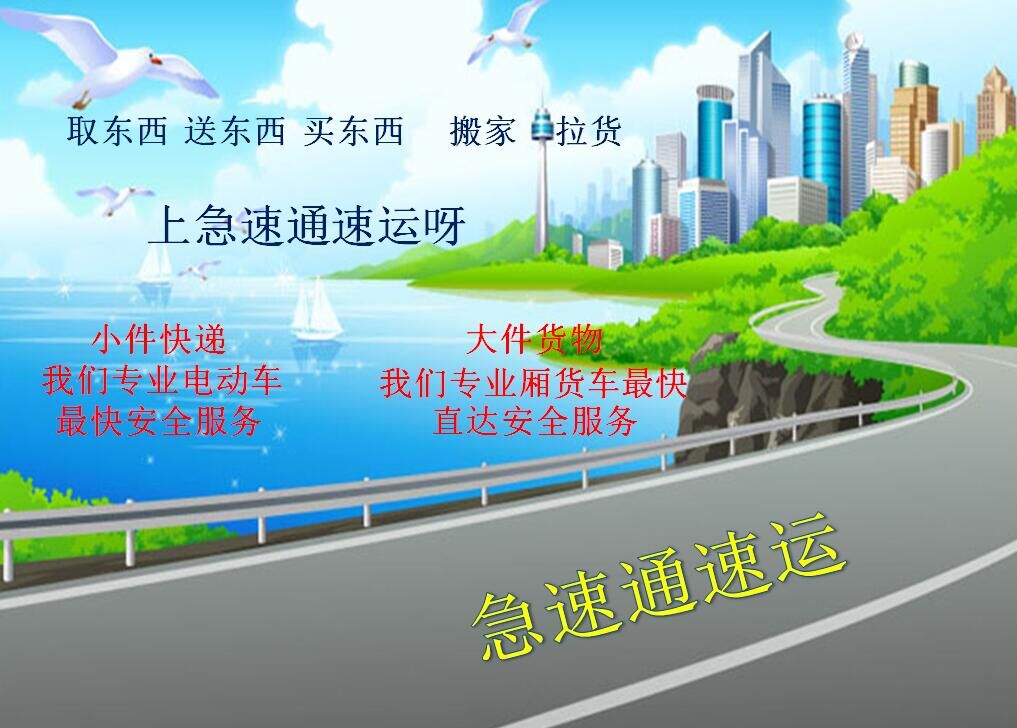 取东西 送东西 买东西 搬家 拉货
上急速通速运呀
小件快递
我们专业电动车
最快安全服务
大件货物
我们专业厢货车最快
直达安全服务
急速通速运